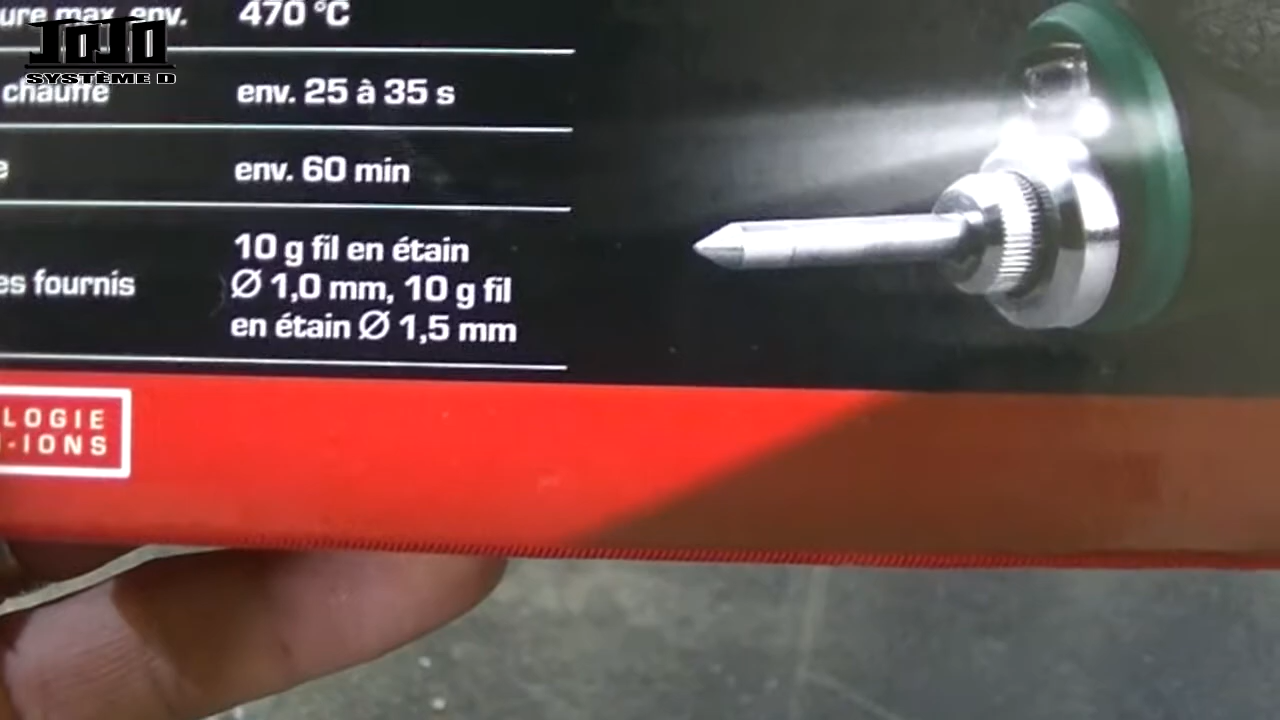 JOJO
SYSTÈME D
ure max. env. 470 °C
chauffe env. 25 à 35 s
e env. 60 min
es fournis
10 g fil en étain
Ø 1,0 mm, 10 g fil
en étain Ø 1,5 mm
LOGIE
-IONS